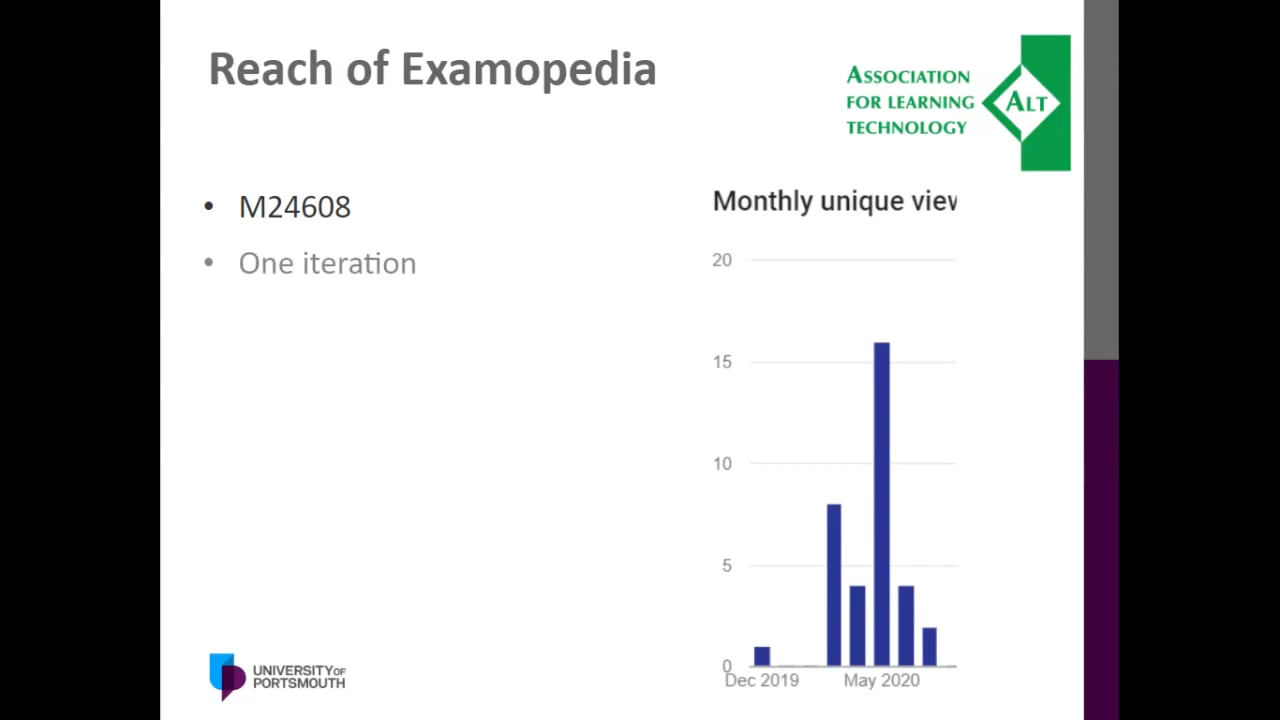 Reach of Examopedia
ASSOCIATION
FOR LEARNING
TECHNOLOGY
ALT
• M24608
• One iteration
Monthly unique view
20
15
10
5
0
Dec 2019 May 2020
UNIVERSITY OF
PORTSMOUTH